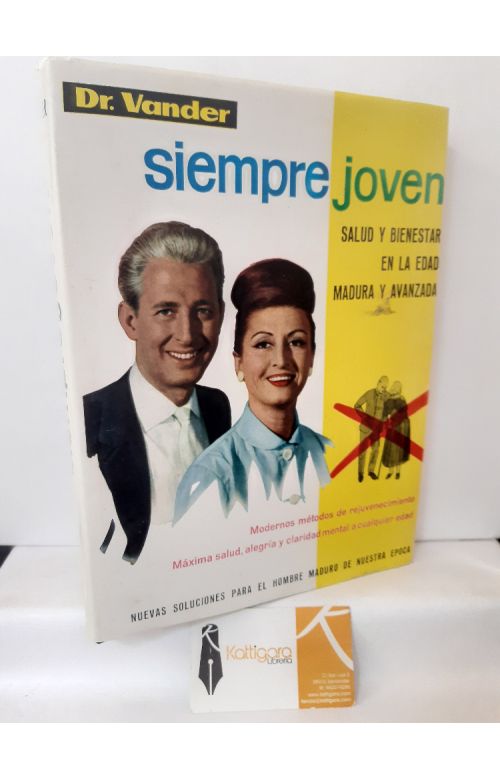 Dr. Vander
siempre joven
SALUD Y BIENESTAR
EN LA EDAD
MADURA Y AVANZADA
Modernos métodos de rejuvenecimiento
Máxima salud, alegría y claridad mental a cualquier edad
NUEVAS SOLUCIONES PARA EL HOMBRE MADURO DE NUESTRA EPOCA
Kattigara
Librería